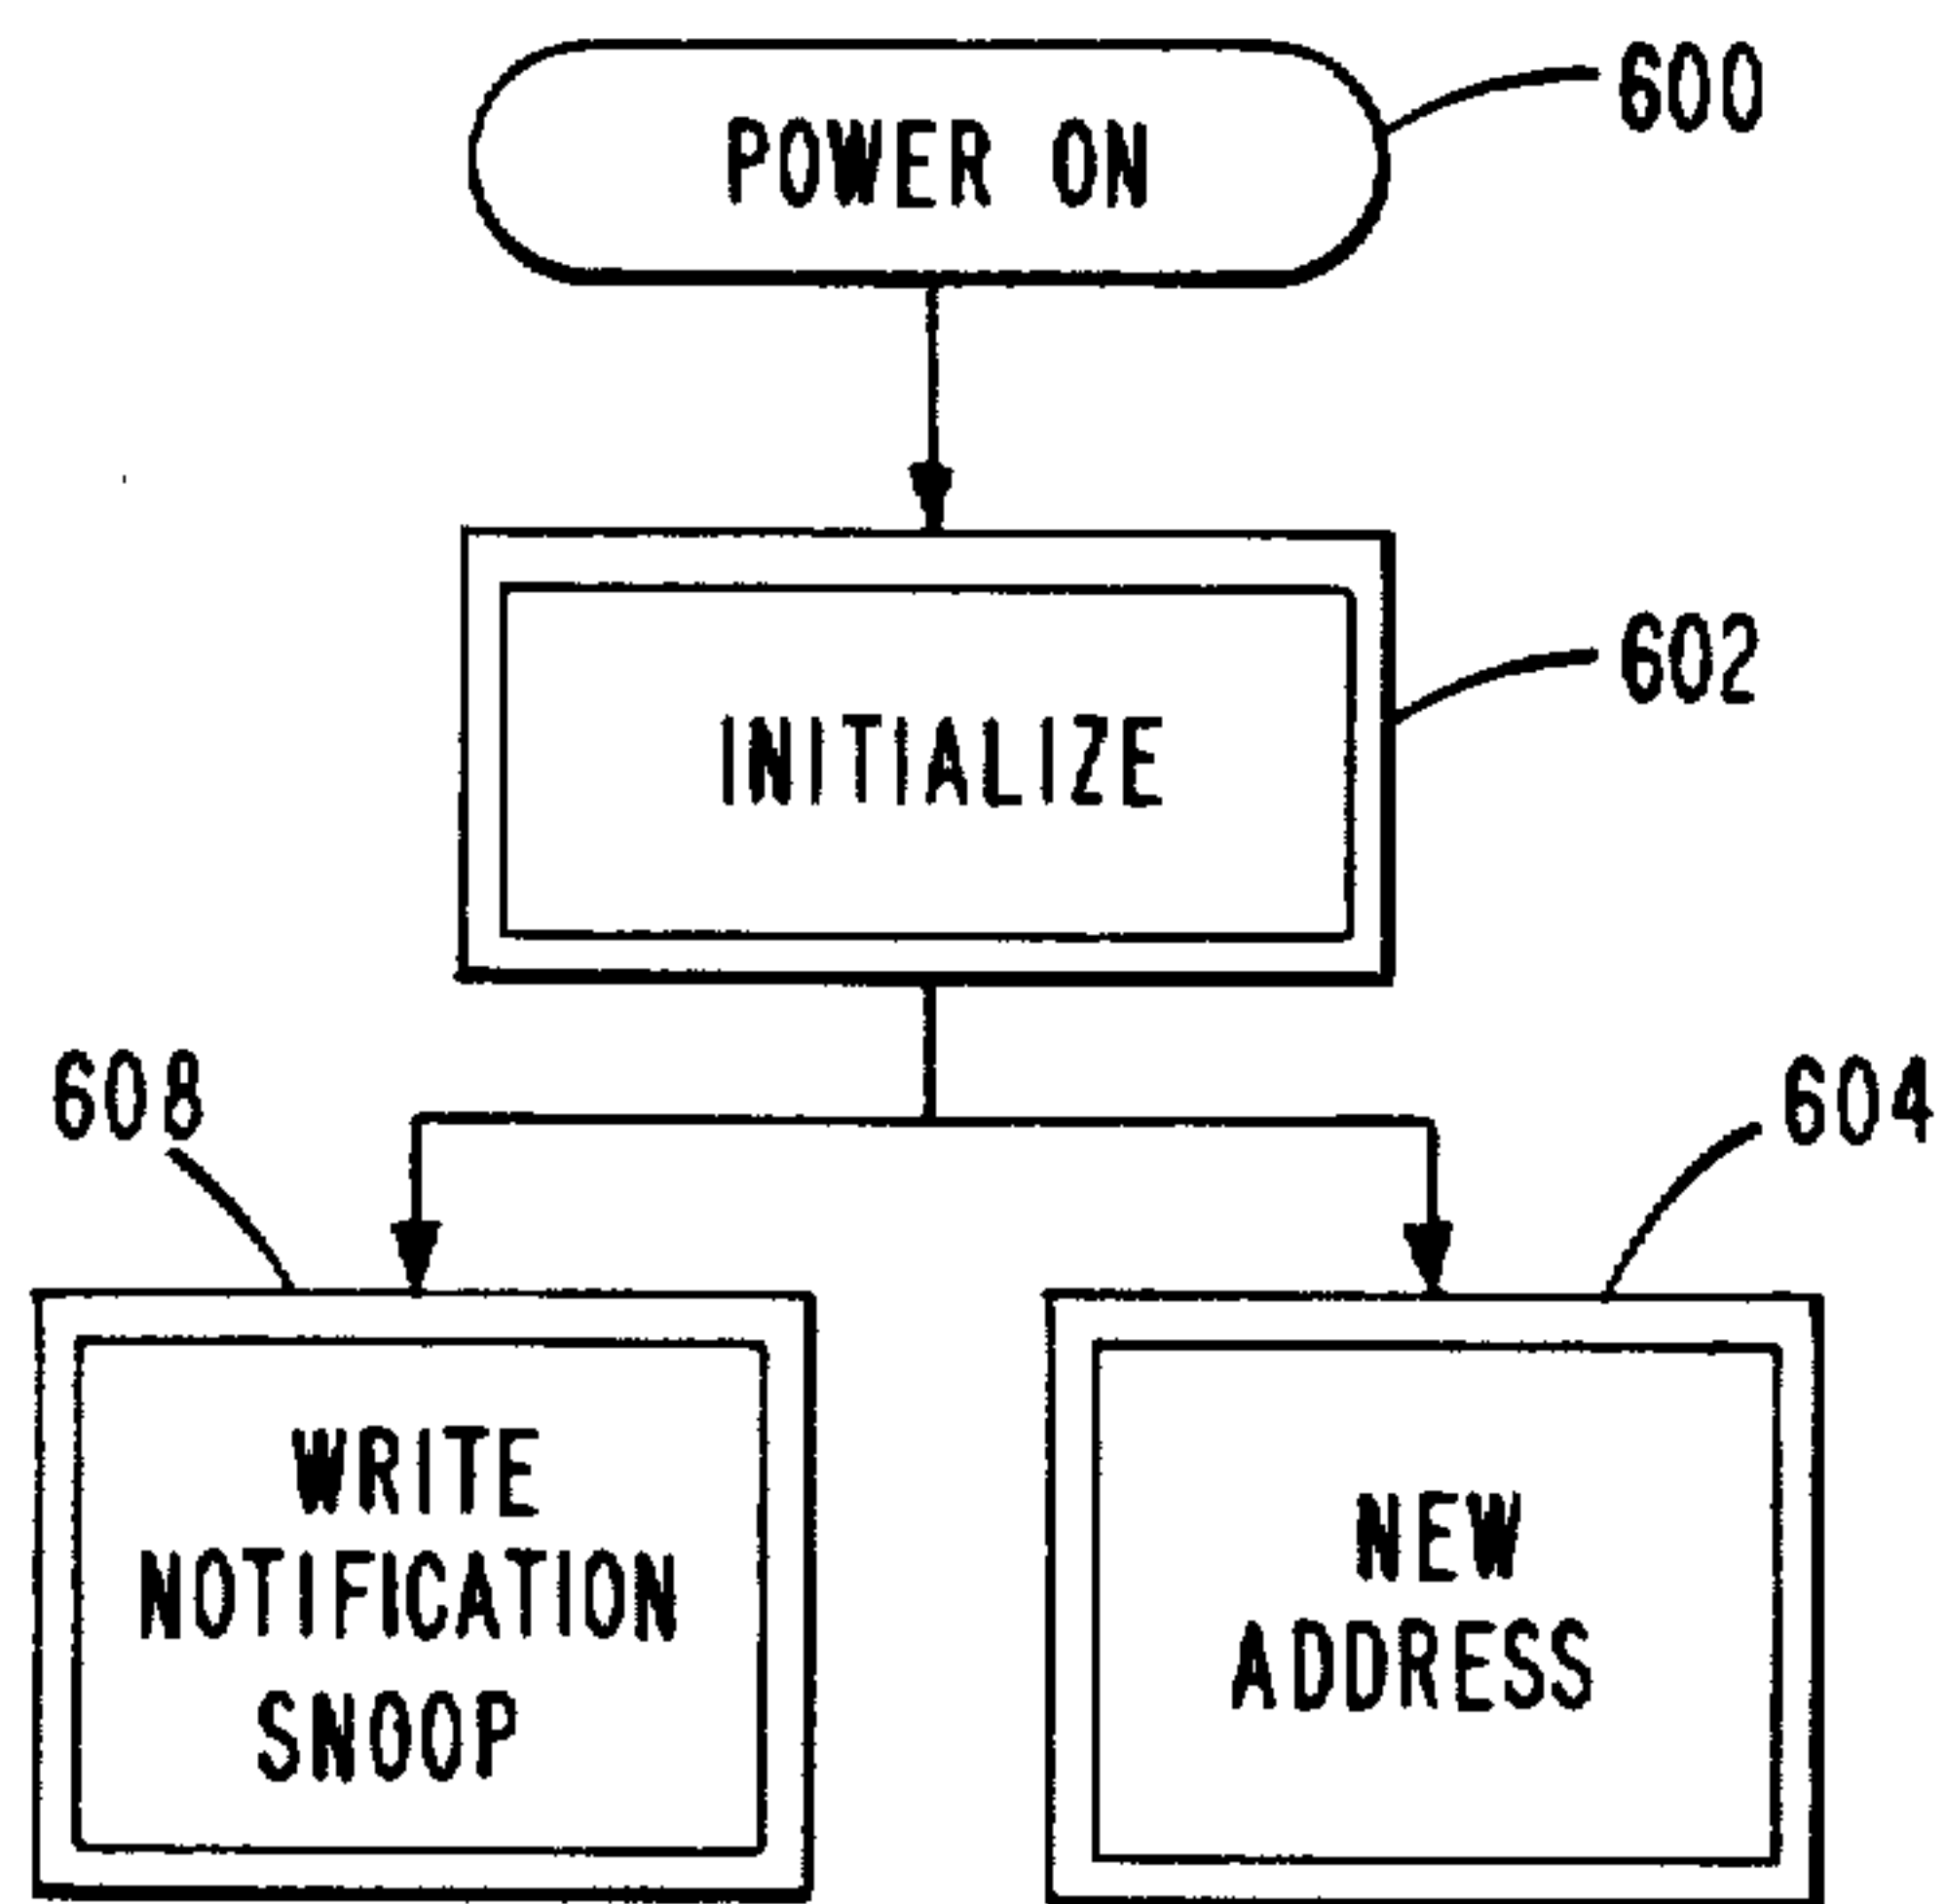 POWER ON
600
INITIALIZE
602
608
604
WRITE
NOTIFICATION
SNOOP
NEW
ADDRESS